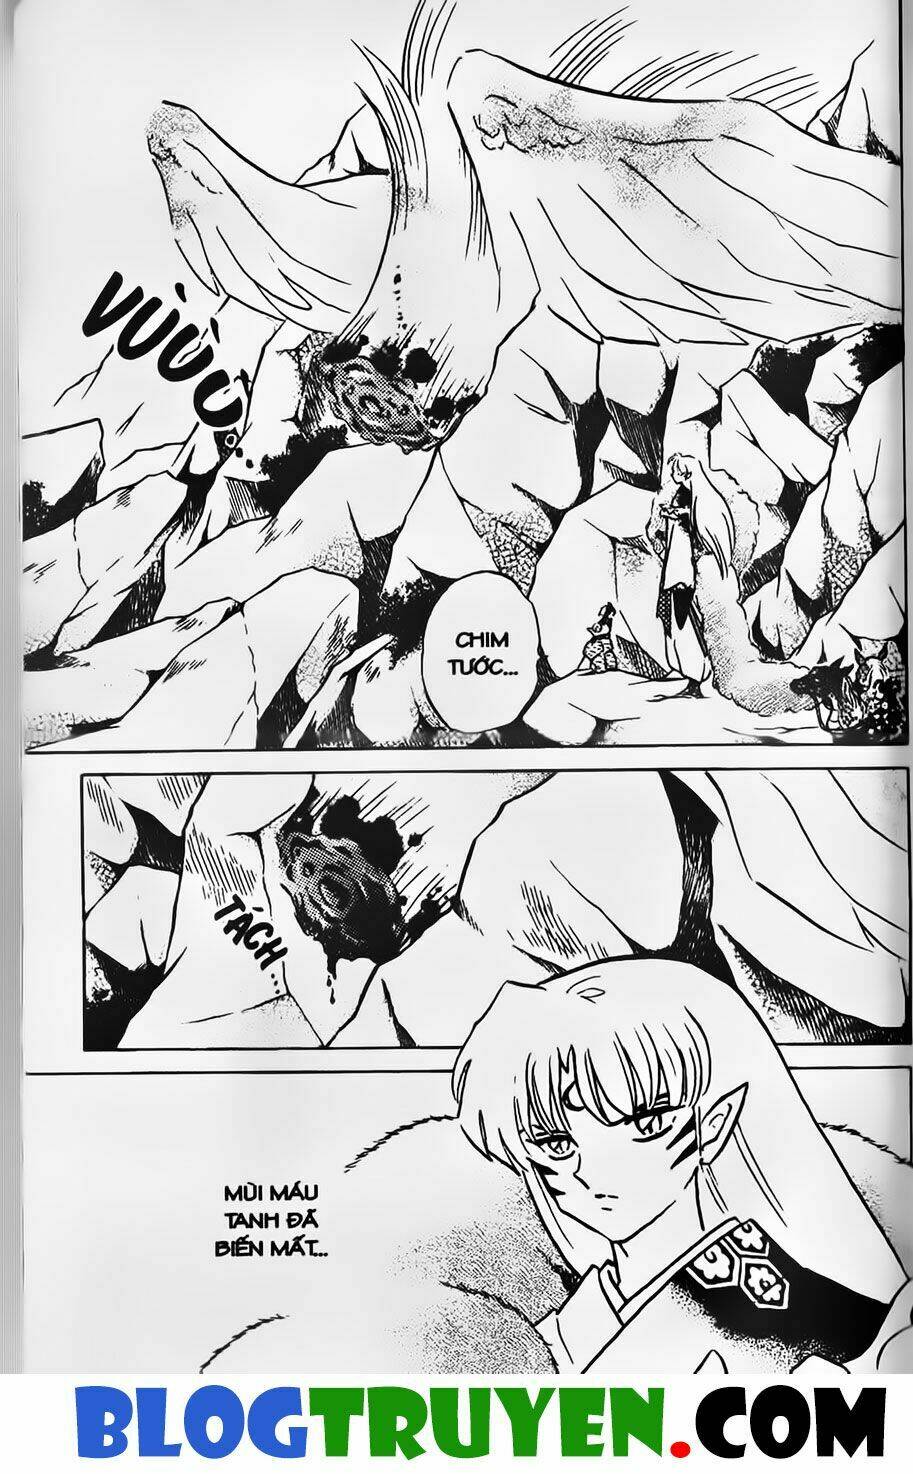 VÙÙÙ...
CHIM
TƯỚC...
TÁCH...
MÙI MÁU
TANH ĐÃ
BIẾN MẤT...
BLOGTRUYEN.COM